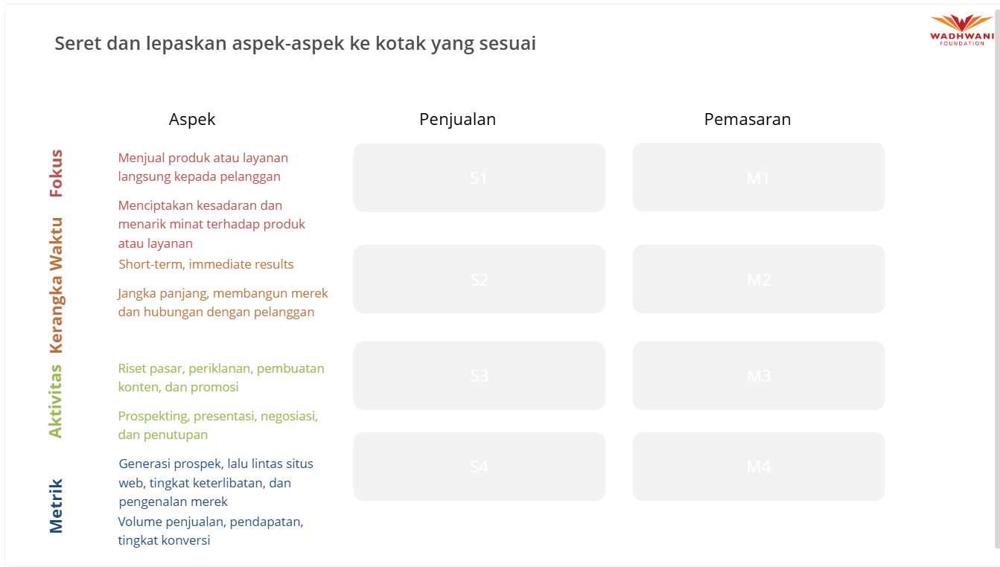 Seret dan lepaskan aspek-aspek ke kotak yang sesuai
WADHWANI
FOUNDATION
Aspek
Penjualan
Pemasaran
Fokus
Menjual produk atau layanan
langsung kepada pelanggan
Menciptakan kesadaran dan
menarik minat terhadap produk
atau layanan
S1
M1
Kerangka Waktu
Short-term, immediate results
Jangka panjang, membangun merek
dan hubungan dengan pelanggan
S2
M2
Aktivitas
Riset pasar, periklanan, pembuatan
konten, dan promosi
Prospekting, presentasi, negosiasi,
dan penutupan
S3
M3
Metrik
Generasi prospek, lalu lintas situs
web, tingkat keterlibatan, dan
pengenalan merek
Volume penjualan, pendapatan,
tingkat konversi
S4
M4